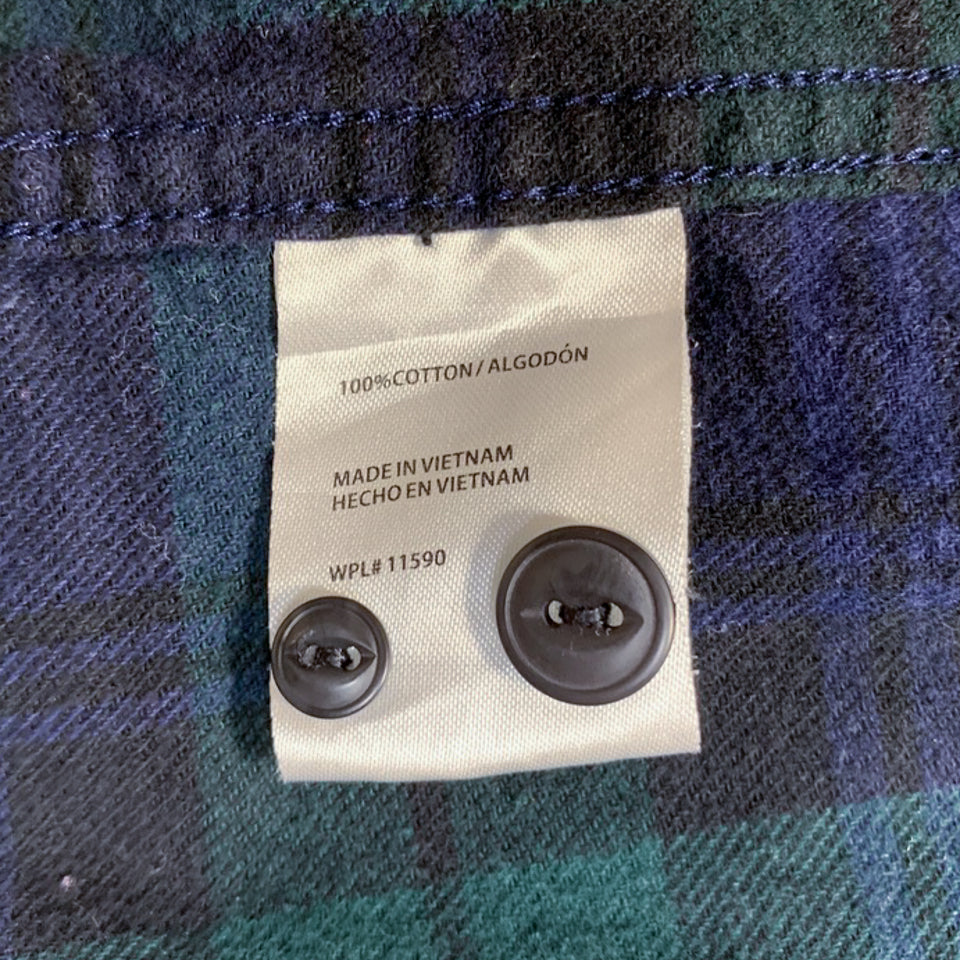 100%COTTON / ALGODÓN
MADE IN VIETNAM
HECHO EN VIETNAM
WPL# 11590